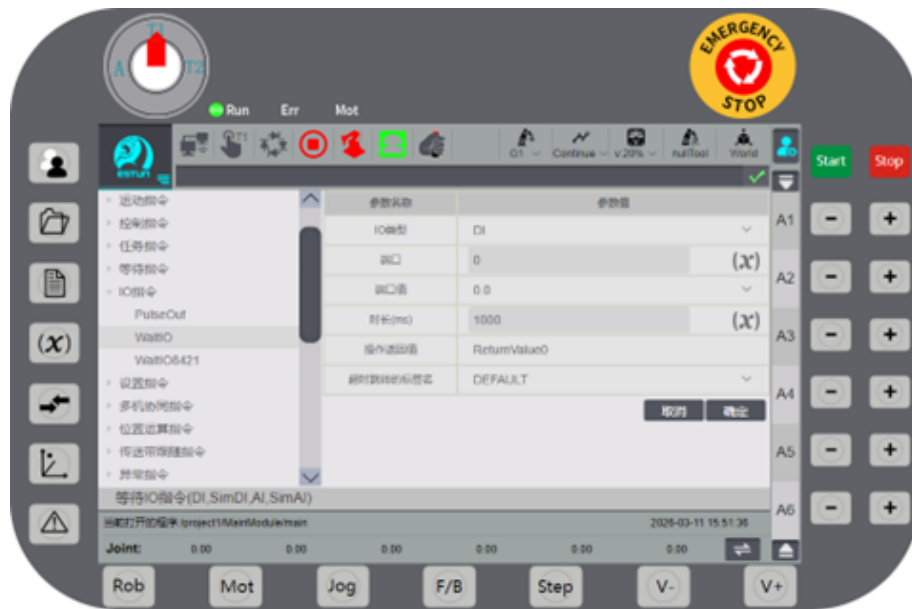 T1
A
T2
EMERGENCY
STOP
Run Err Mot
ESTUN
T1
G1 Continue v.20% nullTool World
Start Stop
运动指令
控制指令
任务指令
等待指令
IO指令
PulseOut
WaitIO
WaitIO8421
设置指令
多机协同指令
位置运算指令
传送带跟随指令
异常指令
参数名称 参数值
IO类型 DI
端口 0 (x)
端口值 0.0
时长(ms) 1000 (x)
操作返回值 ReturnValue0
超时跳转的标签名 DEFAULT
取消 确定
A1 - +
A2 - +
A3 - +
A4 - +
A5 - +
A6 - +
(x)
等待IO指令(DI,SimDI,AI,SimAI)
当前打开的程序:/project1/MainModule/main 2026-03-11 15:51:36
Joint: 0.00 0.00 0.00 0.00 0.00 0.00
Rob Mot Jog F/B Step V- V+